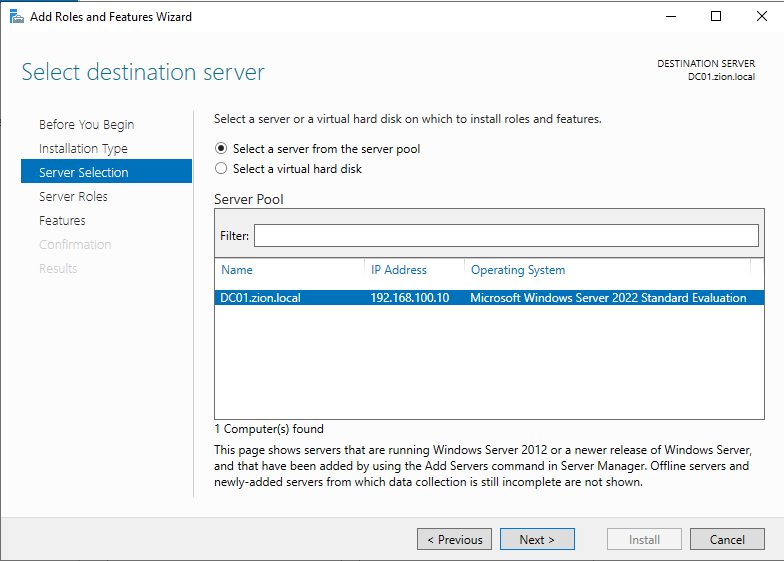 Add Roles and Features Wizard
Select destination server
DESTINATION SERVER
DC01.zion.local
Before You Begin
Installation Type
Server Selection
Server Roles
Features
Confirmation
Results
Select a server or a virtual hard disk on which to install roles and features.
Select a server from the server pool
Select a virtual hard disk
Server Pool
Filter:
Name IP Address Operating System
DC01.zion.local 192.168.100.10 Microsoft Windows Server 2022 Standard Evaluation
1 Computer(s) found
This page shows servers that are running Windows Server 2012 or a newer release of Windows Server,
and that have been added by using the Add Servers command in Server Manager. Offline servers and
newly-added servers from which data collection is still incomplete are not shown.
< Previous Next > Install Cancel